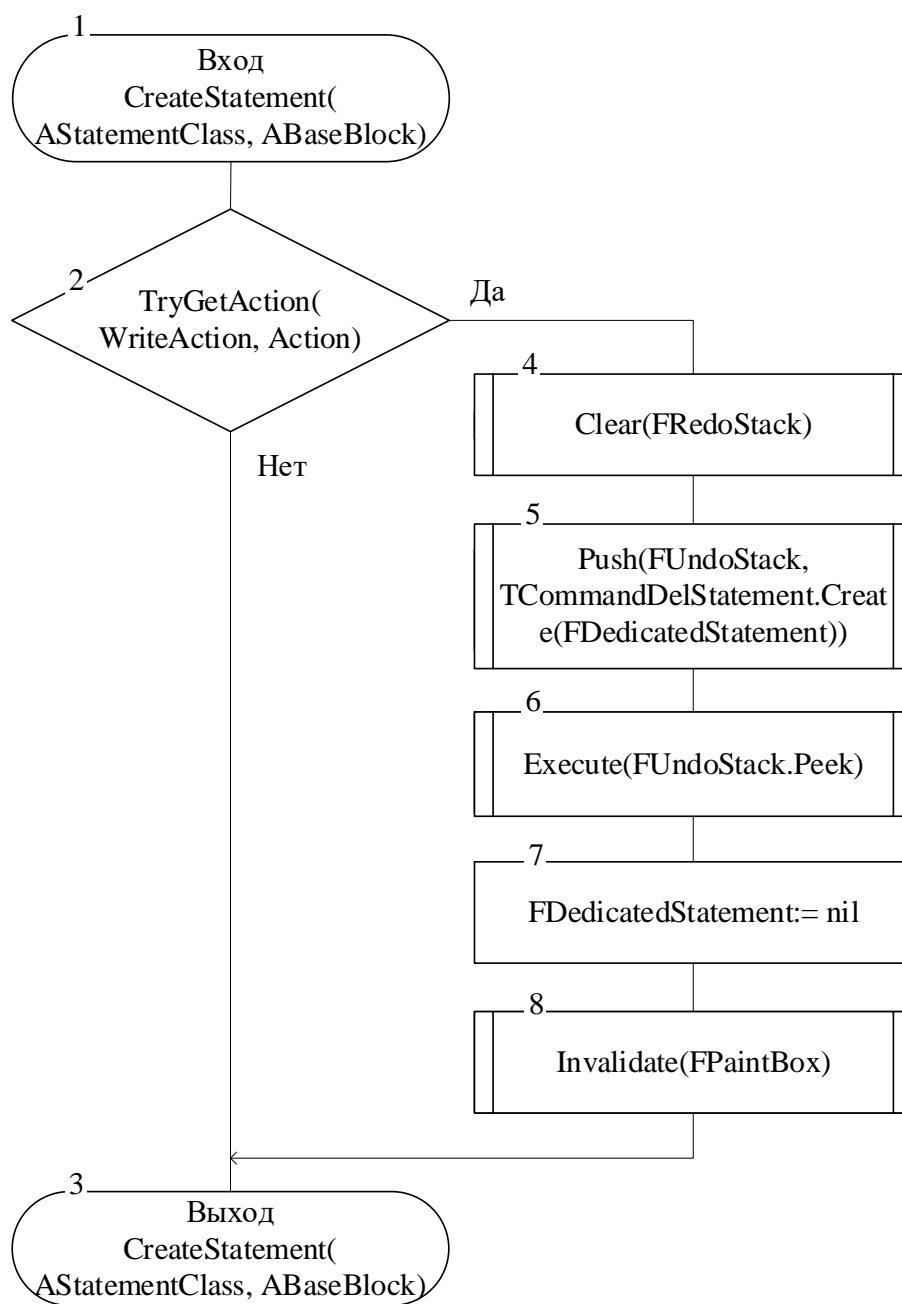 1
Вход
CreateStatement(
AStatementClass, ABaseBlock)
2
TryGetAction(
WriteAction, Action)
Да
Нет
4
Clear(FRedoStack)
5
Push(FUndoStack,
TCommandDelStatement.Creat
e(FDedicatedStatement))
6
Execute(FUndoStack.Peek)
7
FDedicatedStatement:= nil
8
Invalidate(FPaintBox)
3
Выход
CreateStatement(
AStatementClass, ABaseBlock)